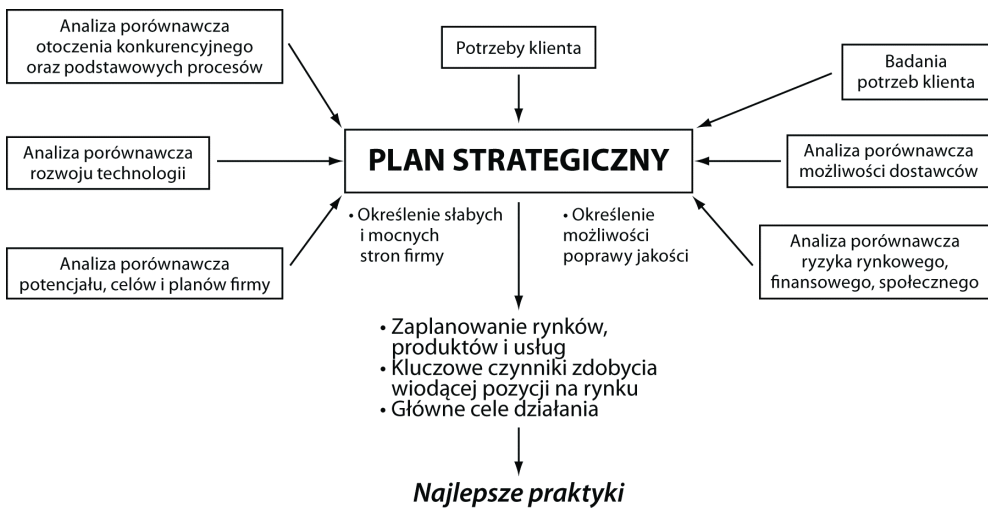 Analiza porównawcza
otoczenia konkurencyjnego
oraz podstawowych procesów
Potrzeby klienta
Badania
potrzeb klienta
Analiza porównawcza
rozwoju technologii
PLAN STRATEGICZNY
Analiza porównawcza
możliwości dostawców
Analiza porównawcza
potencjału, celów i planów firmy
• Określenie słabych
i mocnych
stron firmy
• Określenie
możliwości
poprawy jakości
Analiza porównawcza
ryzyka rynkowego,
finansowego, społecznego
• Zaplanowanie rynków,
produktów i usług
• Kluczowe czynniki zdobycia
wiodącej pozycji na rynku
• Główne cele działania
Najlepsze praktyki